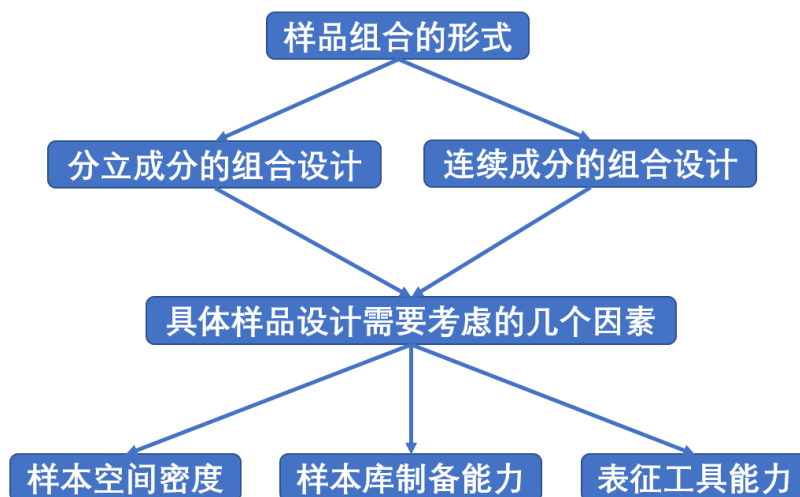 样品组合的形式
分立成分的组合设计
连续成分的组合设计
具体样品设计需要考虑的几个因素
样本空间密度
样本库制备能力
表征工具能力